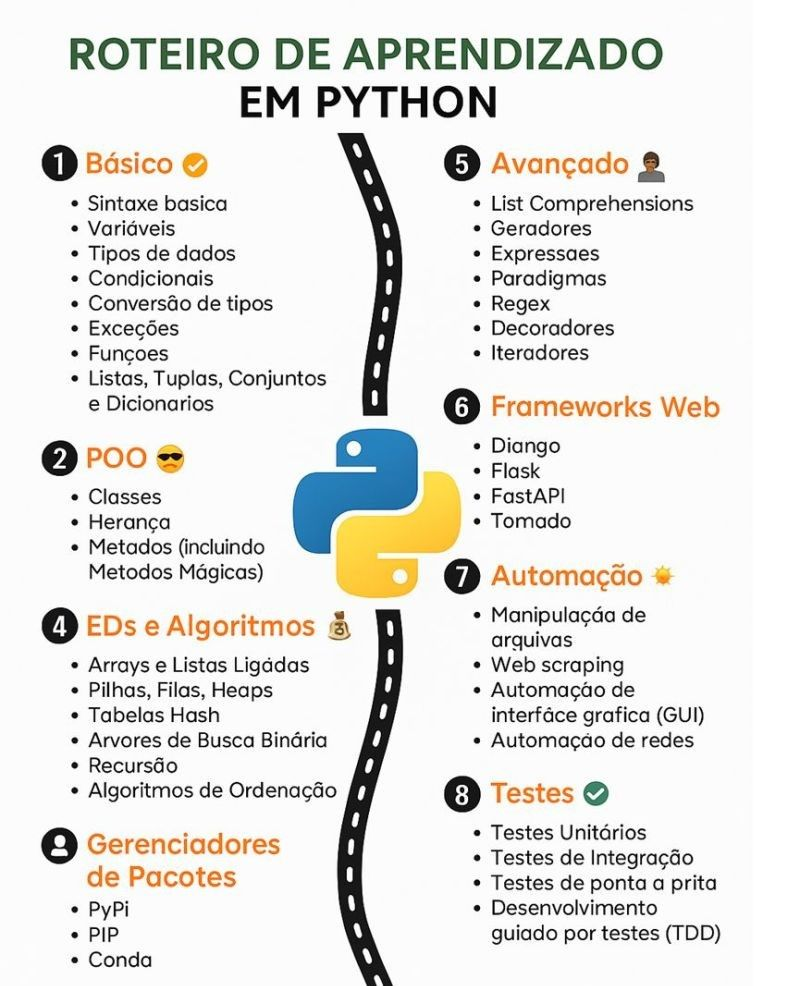 ROTEIRO DE APRENDIZADO
EM PYTHON
1 Básico
• Sintaxe basica
• Variáveis
• Tipos de dados
• Condicionais
• Conversão de tipos
• Exceções
• Funçoes
• Listas, Tuplas, Conjuntos
e Dicionarios
2 POO
• Classes
• Herança
• Metados (incluindo
Metodos Mágicas)
4 EDs e Algoritmos
• Arrays e Listas Ligádas
• Pilhas, Filas, Heaps
• Tabelas Hash
• Arvores de Busca Binária
• Recursão
• Algoritmos de Ordenação
Gerenciadores
de Pacotes
• PyPi
• PIP
• Conda
5 Avançado
• List Comprehensions
• Geradores
• Expressaes
• Paradigmas
• Regex
• Decoradores
• Iteradores
6 Frameworks Web
• Diango
• Flask
• FastAPI
• Tomado
7 Automação
• Manipulaçáa de
arquivas
• Web scraping
• Automaçáo de
interfâce grafica (GUI)
• Automaçáo de redes
8 Testes
• Testes Unitários
• Testes de Integração
• Testes de ponta a prita
• Desenvolvimento
guiado por testes (TDD)